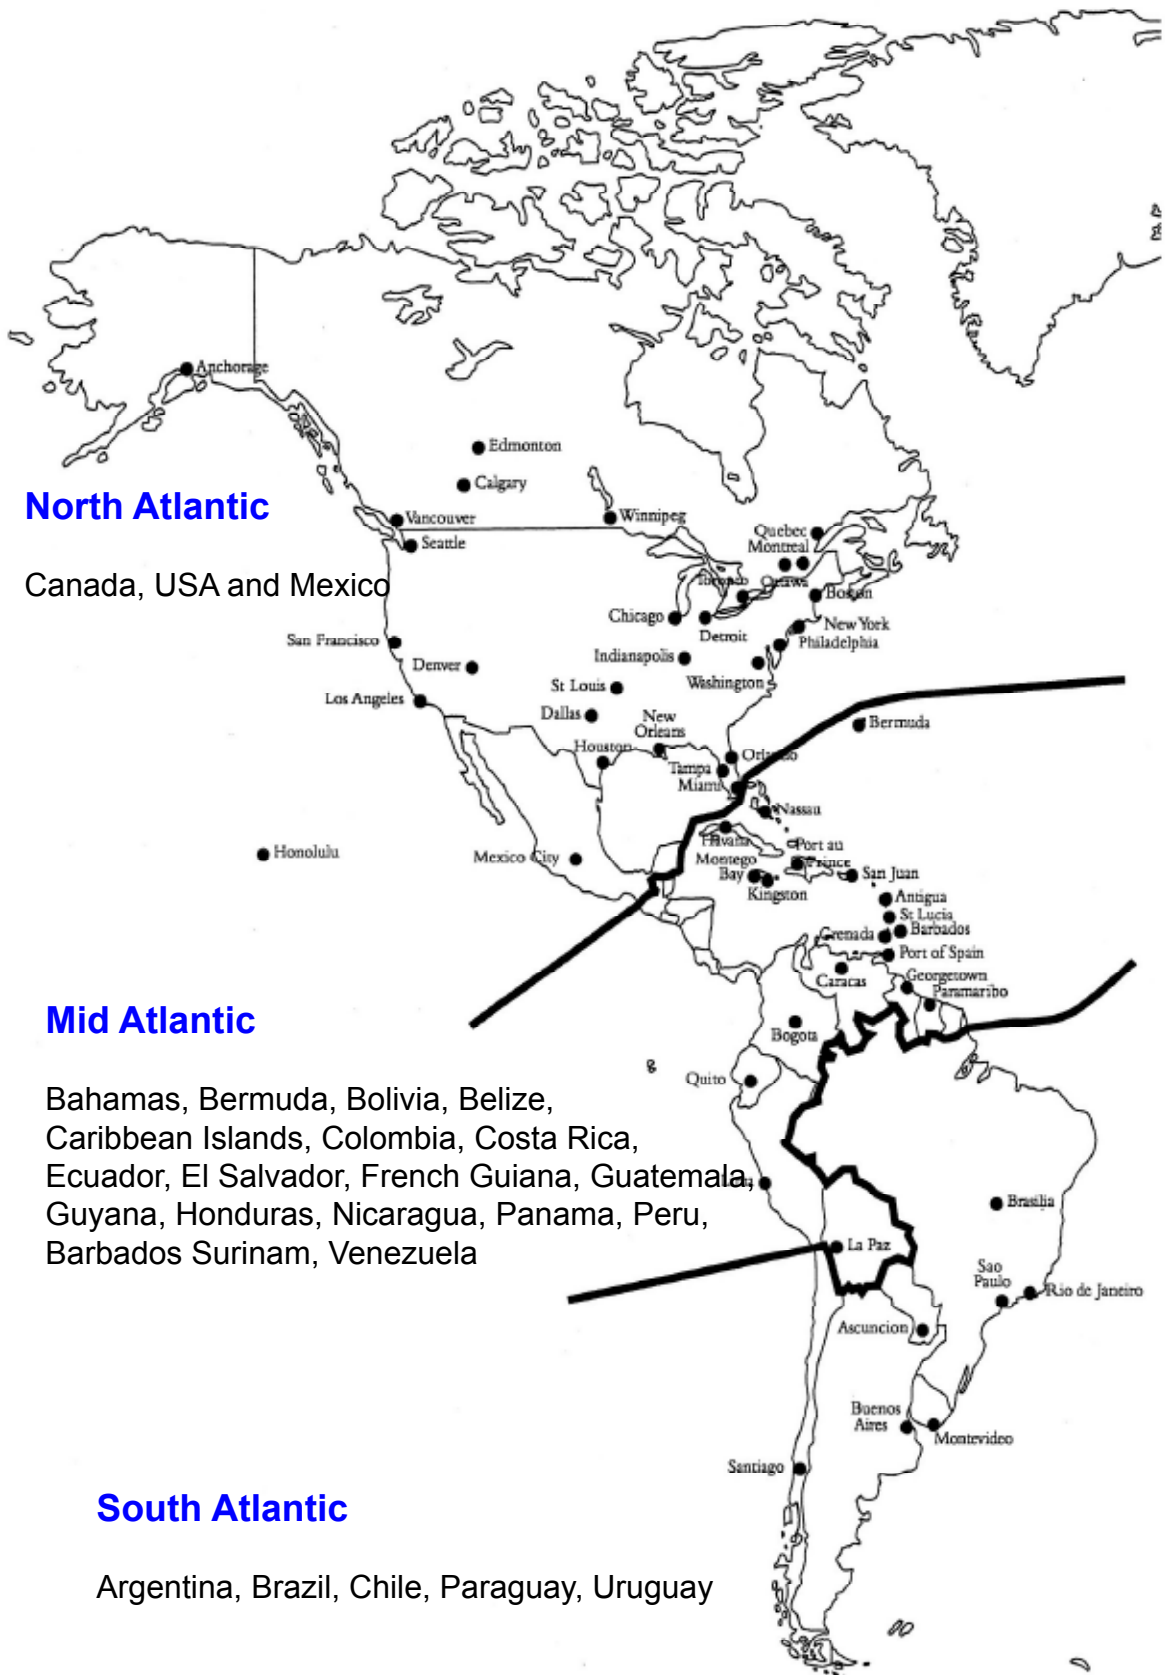 Anchorage
Edmonton
Calgary
North Atlantic
Vancouver
Winnipeg
Seattle
Quebec
Montreal
Canada, USA and Mexico
Toronto
Ottawa
Boston
Chicago
Detroit
New York
Philadelphia
San Francisco
Denver
Indianapolis
Washington
St Louis
Los Angeles
Dallas
New
Orleans
Bermuda
Houston
Orlando
Tampa
Miami
Nassau
Havana
Honolulu
Mexico City
Montego
Bay
Port au
Prince
San Juan
Kingston
Antigua
St Lucia
Barbados
Grenada
Port of Spain
Caracas
Georgetown
Paramaribo
Mid Atlantic
Bogota
8
Quito
Bahamas, Bermuda, Bolivia, Belize,
Caribbean Islands, Colombia, Costa Rica,
Ecuador, El Salvador, French Guiana, Guatemala,
Guyana, Honduras, Nicaragua, Panama, Peru,
Barbados Surinam, Venezuela
Brasilia
La Paz
Sao
Paulo
Rio de Janeiro
Ascuncion
Buenos
Aires
Montevideo
Santiago
South Atlantic
Argentina, Brazil, Chile, Paraguay, Uruguay